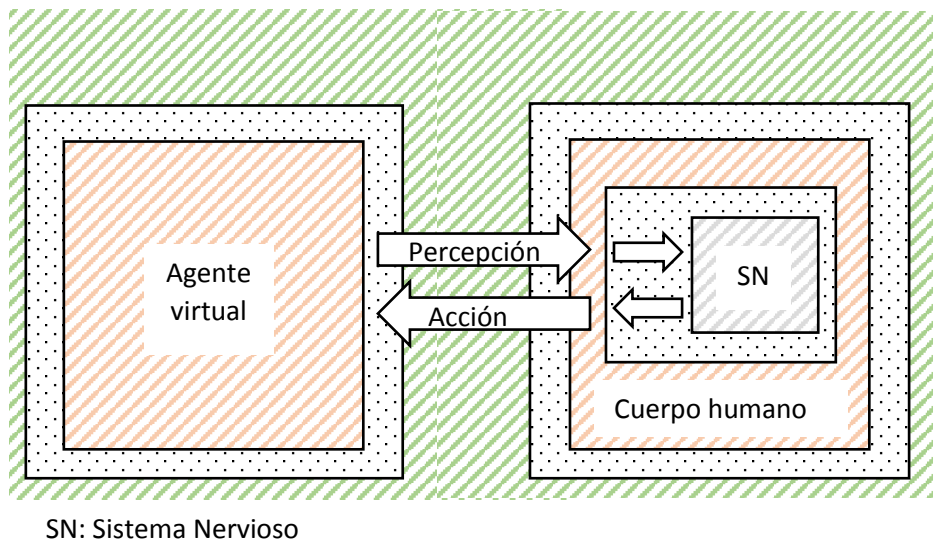 Percepción
Agente
virtual
SN
Acción
Cuerpo humano
SN: Sistema Nervioso